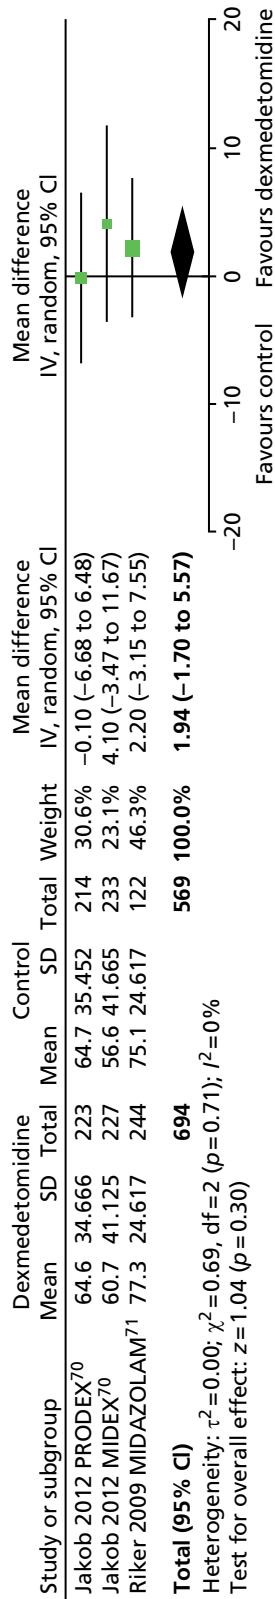 Dexmedetomidine Control Mean difference Mean difference
Study or subgroup Mean SD Total Mean SD Total Weight IV, random, 95% CI IV, random, 95% CI
Jakob 2012 PRODEX70 64.6 34.666 223 64.7 35.452 214 30.6% −0.10 (−6.68 to 6.48)
Jakob 2012 MIDEX70 60.7 41.125 227 56.6 41.665 233 23.1% 4.10 (−3.47 to 11.67)
Riker 2009 MIDAZOLAM71 77.3 24.617 244 75.1 24.617 122 46.3% 2.20 (−3.15 to 7.55)
Total (95% CI) 694 569 100.0% 1.94 (−1.70 to 5.57)
Heterogeneity: τ2=0.00; χ2=0.69, df=2 (p=0.71); I2=0%
Test for overall effect: z=1.04 (p=0.30)
−20 −10 0 10 20
Favours control Favours dexmedetomidine